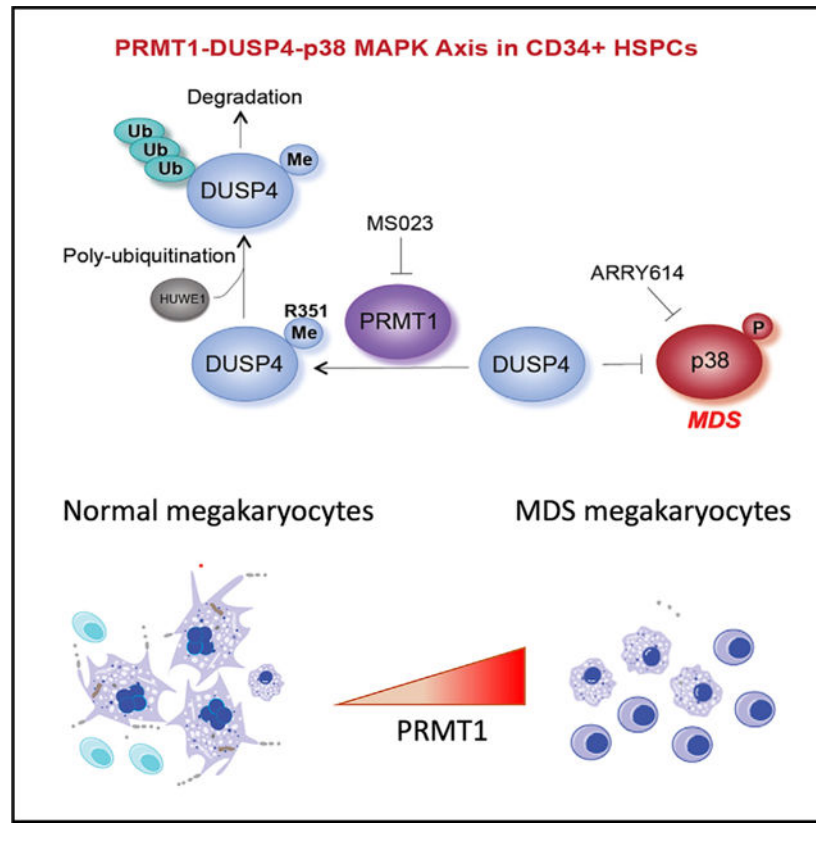 PRMT1-DUSP4-p38 MAPK Axis in CD34+ HSPCs
Degradation
Ub
Ub
Ub
Me
DUSP4
MS023
Poly-ubiquitination
ARRY614
HUWE1
R351
Me
PRMT1
P
DUSP4
DUSP4
p38
MDS
Normal megakaryocytes
MDS megakaryocytes
PRMT1